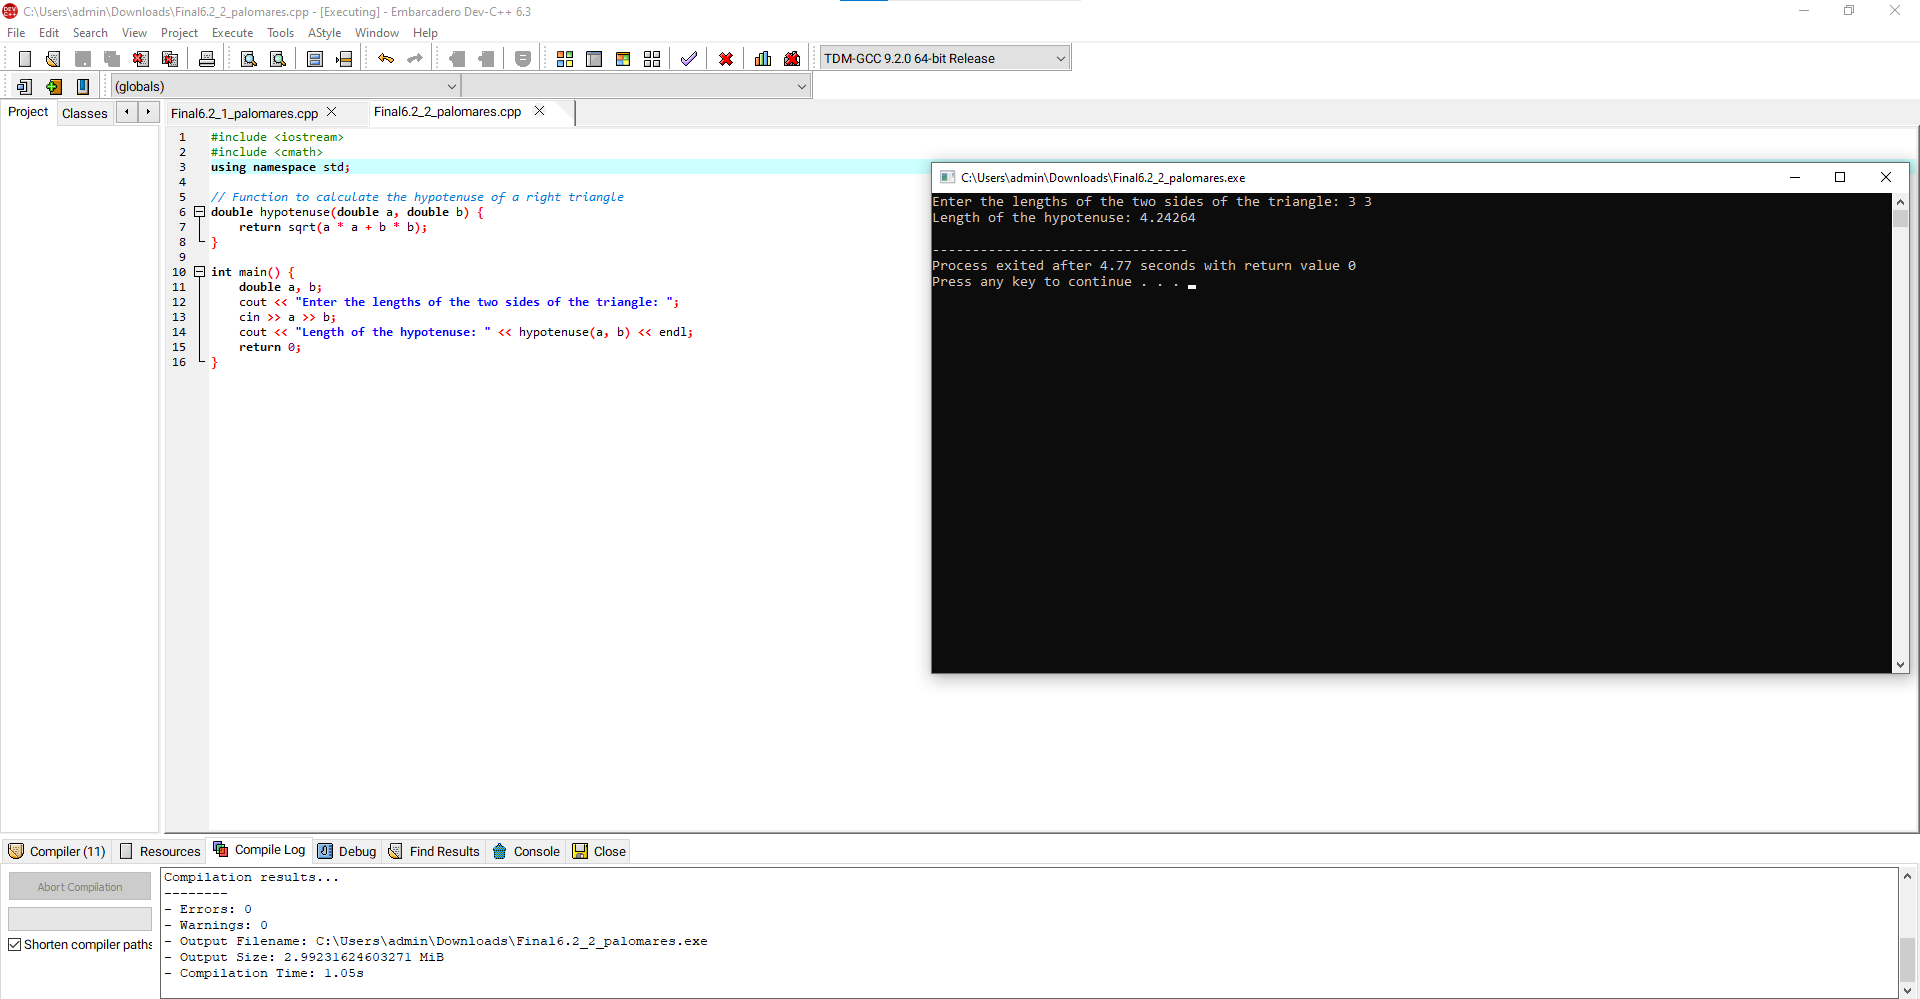 C:\Users\admin\Downloads\Final6.2_2_palomares.cpp - [Executing] - Embarcadero Dev-C++ 6.3
File Edit Search View Project Execute Tools AStyle Window Help
TDM-GCC 9.2.0 64-bit Release
(globals)
Project Classes
Final6.2_1_palomares.cpp Final6.2_2_palomares.cpp
1 #include <iostream>
2 #include <cmath>
3 using namespace std;
4
5 // Function to calculate the hypotenuse of a right triangle
6 double hypotenuse(double a, double b) {
7 return sqrt(a * a + b * b);
8 }
9
10 int main() {
11 double a, b;
12 cout << "Enter the lengths of the two sides of the triangle: ";
13 cin >> a >> b;
14 cout << "Length of the hypotenuse: " << hypotenuse(a, b) << endl;
15 return 0;
16 }
C:\Users\admin\Downloads\Final6.2_2_palomares.exe
Enter the lengths of the two sides of the triangle: 3 3
Length of the hypotenuse: 4.24264
--------------------------------
Process exited after 4.77 seconds with return value 0
Press any key to continue . . .
Compiler (11) Resources Compile Log Debug Find Results Console Close
Abort Compilation
Shorten compiler paths
Compilation results...
--------
- Errors: 0
- Warnings: 0
- Output Filename: C:\Users\admin\Downloads\Final6.2_2_palomares.exe
- Output Size: 2.99231624603271 MiB
- Compilation Time: 1.05s